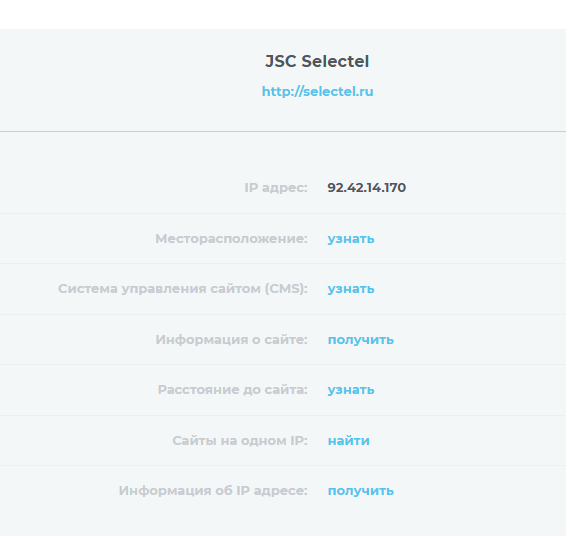 JSC Selectel
http://selectel.ru
IP адрес: 92.42.14.170
Месторасположение: узнать
Система управления сайтом (CMS): узнать
Информация о сайте: получить
Расстояние до сайта: узнать
Сайты на одном IP: найти
Информация об IP адресе: получить